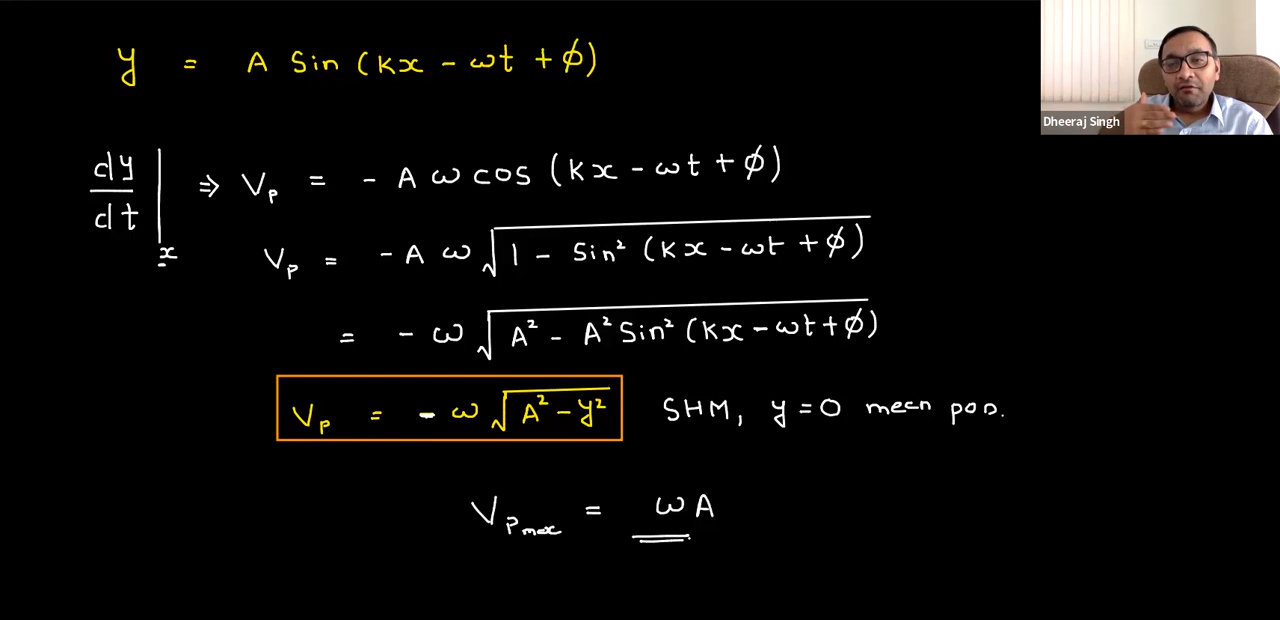 y = A Sin (Kx - ωt + ϕ)
Dheeraj Singh
dy/dt |x ⇒ Vp = - A ω cos (Kx - ωt + ϕ)
Vp = - A ω √(1 - Sin² (Kx - ωt + ϕ))
= - ω √(A² - A² Sin² (Kx - ωt + ϕ))
Vp = - ω √(A² - y²) SHM, y = 0 mean pos.
Vpmax = ωA